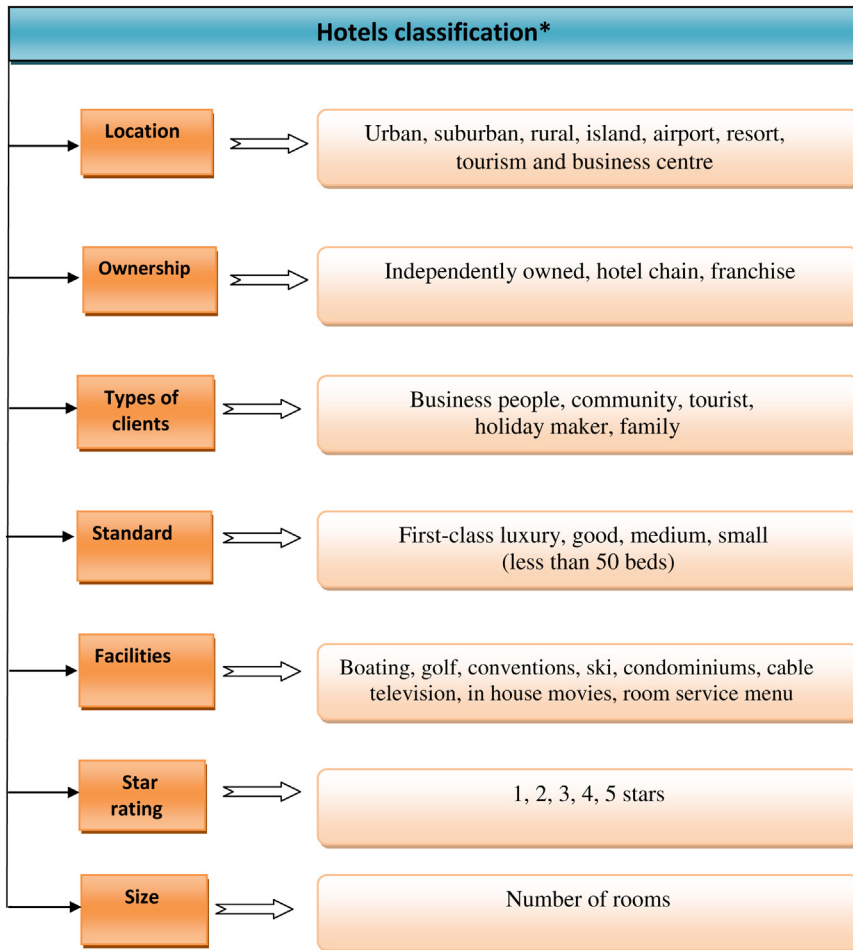 Hotels classification*
Location
Urban, suburban, rural, island, airport, resort,
tourism and business centre
Ownership
Independently owned, hotel chain, franchise
Types of
clients
Business people, community, tourist,
holiday maker, family
Standard
First-class luxury, good, medium, small
(less than 50 beds)
Facilities
Boating, golf, conventions, ski, condominiums, cable
television, in house movies, room service menu
Star
rating
1, 2, 3, 4, 5 stars
Size
Number of rooms